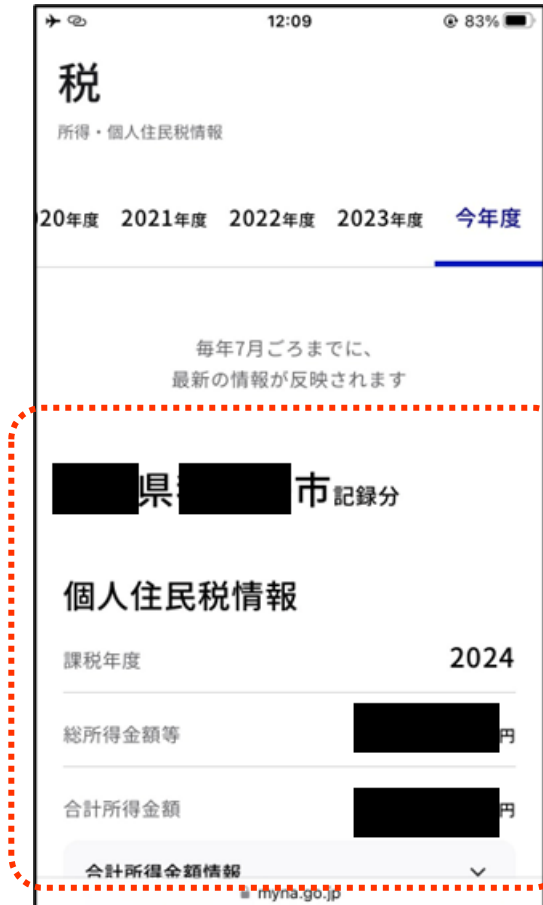 12:09
83%
税
所得・個人住民税情報
20年度 2021年度 2022年度 2023年度 今年度
毎年7月ごろまでに、
最新の情報が反映されます
県 市記録分
個人住民税情報
課税年度 2024
総所得金額等 円
合計所得金額 円
合計所得金額情報
myna.go.jp